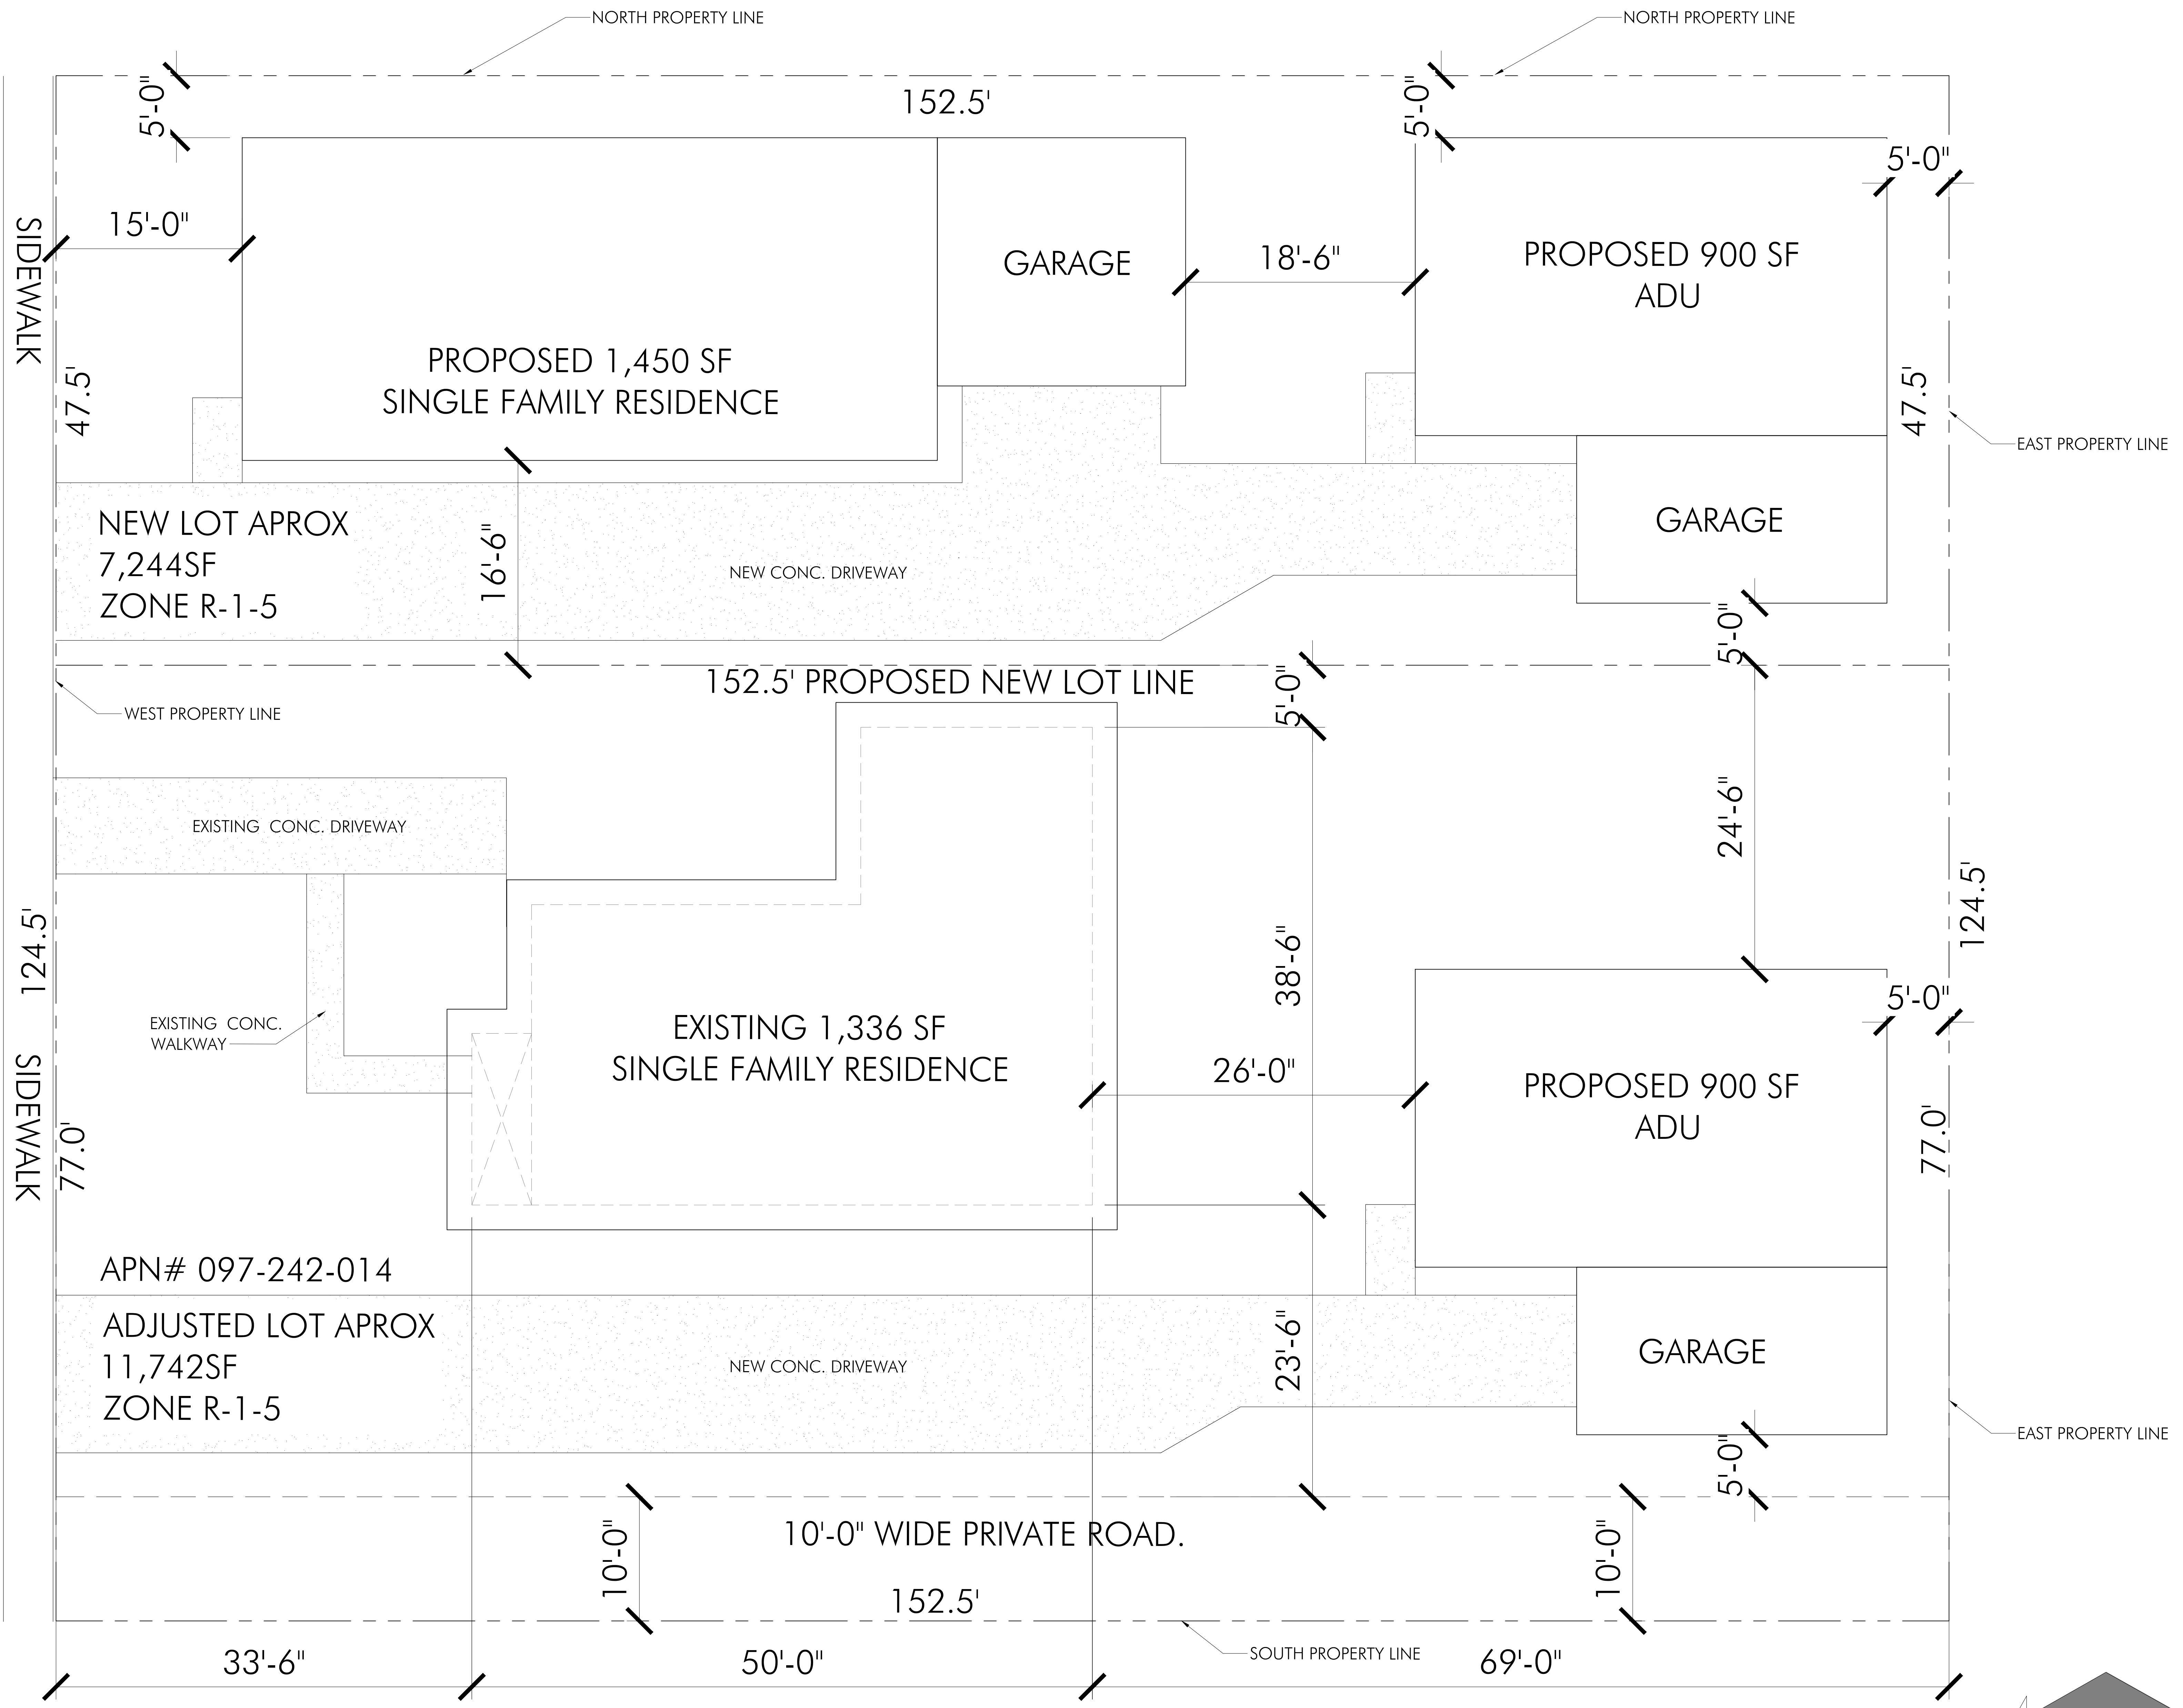 NORTH PROPERTY LINE
NORTH PROPERTY LINE
5'-0"
152.5'
5'-0"
5'-0"
SIDEWALK
15'-0"
GARAGE
18'-6"
PROPOSED 900 SF
ADU
PROPOSED 1,450 SF
SINGLE FAMILY RESIDENCE
47.5'
47.5'
EAST PROPERTY LINE
NEW LOT APROX
7,244SF
ZONE R-1-5
16'-6"
NEW CONC. DRIVEWAY
GARAGE
5'-0"
152.5' PROPOSED NEW LOT LINE
5'-0"
WEST PROPERTY LINE
EXISTING CONC. DRIVEWAY
24'-6"
124.5'
124.5'
38'-6"
5'-0"
EXISTING CONC.
WALKWAY
EXISTING 1,336 SF
SINGLE FAMILY RESIDENCE
26'-0"
PROPOSED 900 SF
ADU
SIDEWALK
77.0'
77.0'
APN# 097-242-014
ADJUSTED LOT APROX
11,742SF
ZONE R-1-5
NEW CONC. DRIVEWAY
23'-6"
GARAGE
EAST PROPERTY LINE
5'-0"
10'-0"
10'-0" WIDE PRIVATE ROAD.
10'-0"
152.5'
SOUTH PROPERTY LINE
33'-6"
50'-0"
69'-0"